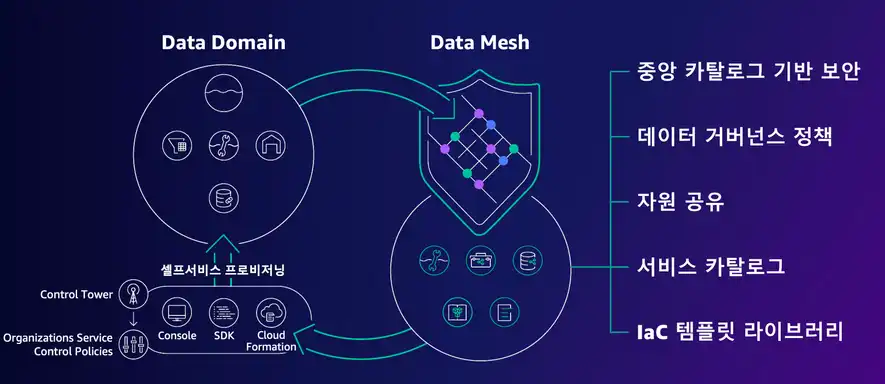 Data Domain
Data Mesh
중앙 카탈로그 기반 보안
데이터 거버넌스 정책
자원 공유
서비스 카탈로그
IaC 템플릿 라이브러리
셀프서비스 프로비저닝
Control Tower
Organizations Service
Control Policies
Console
SDK
Cloud
Formation